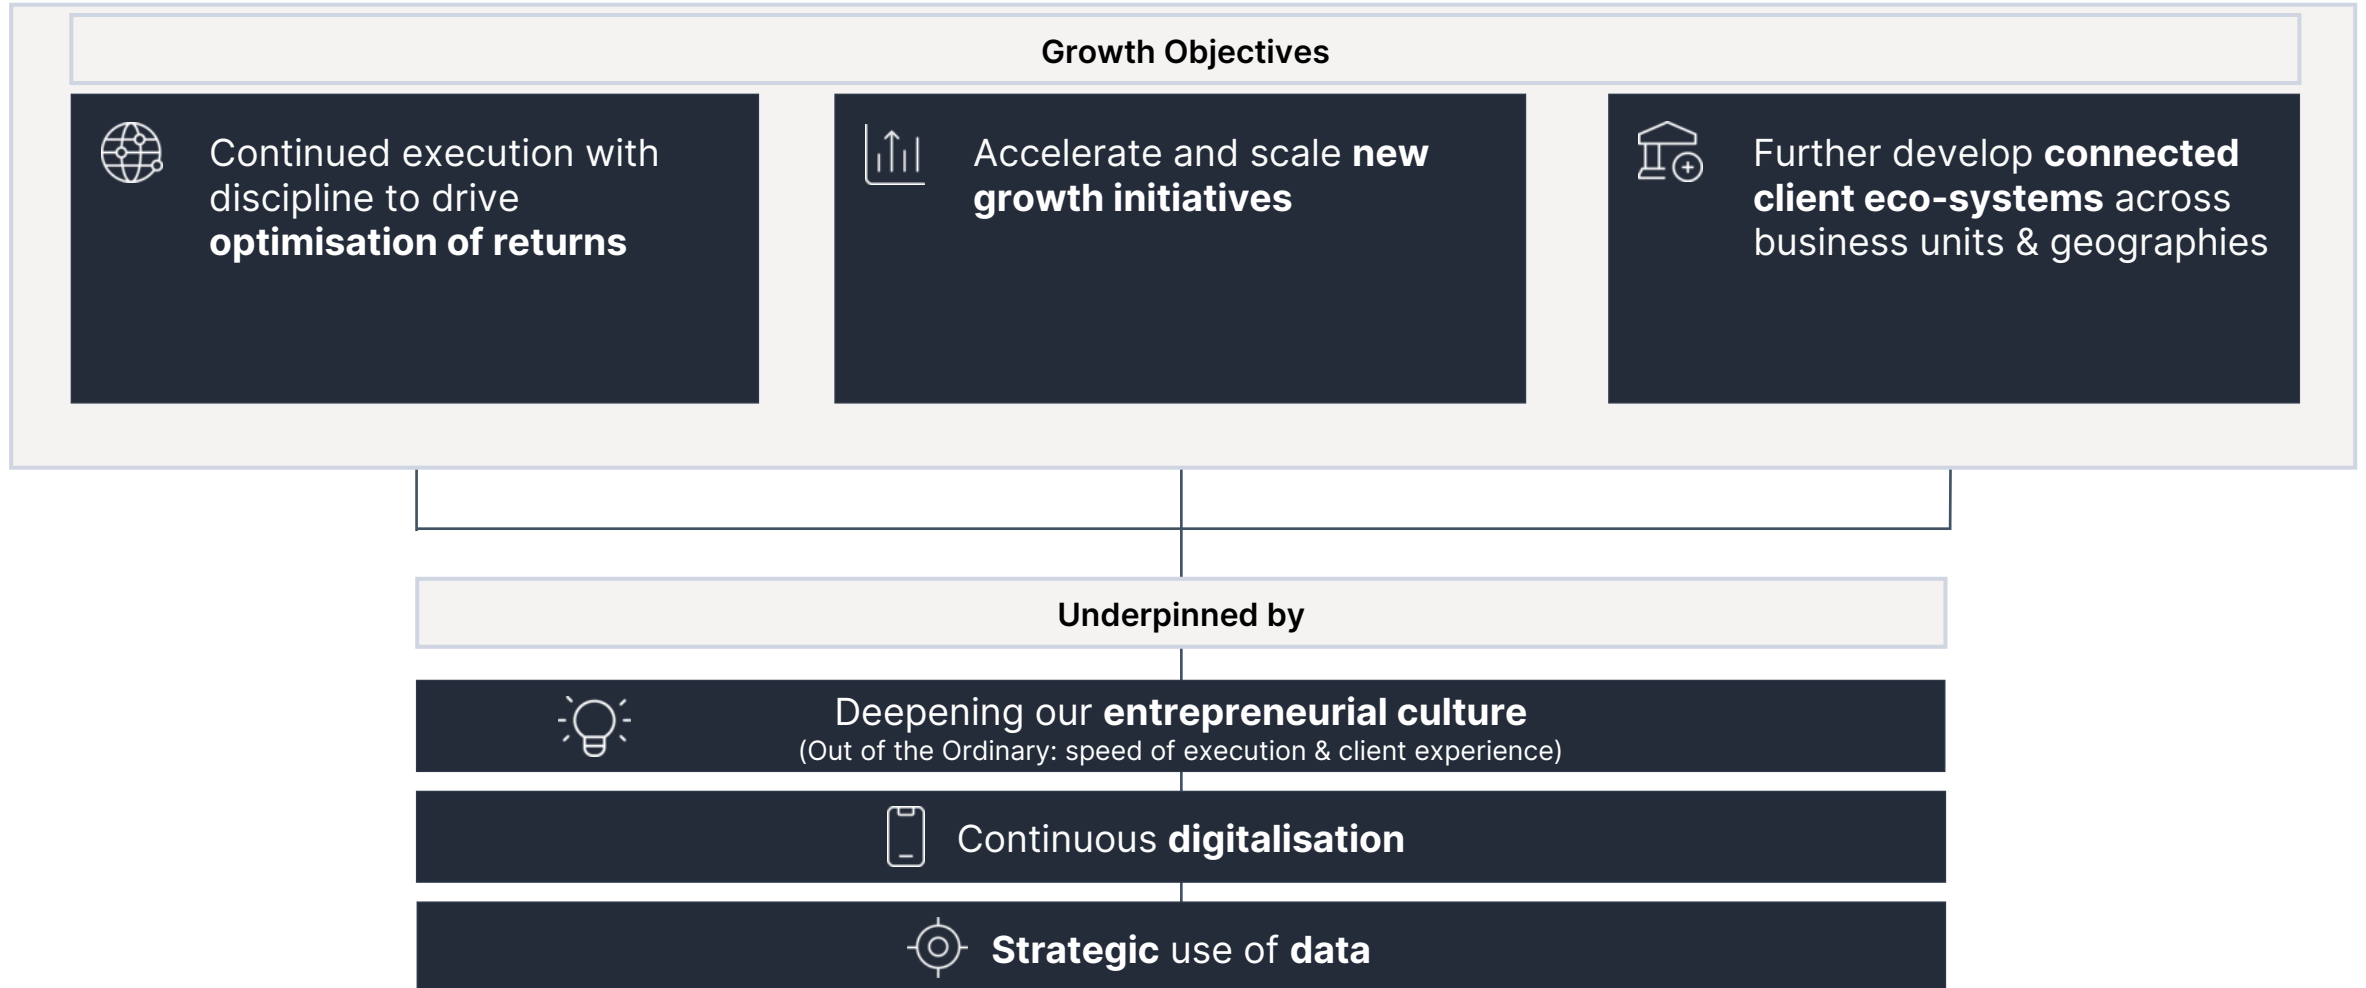 Growth Objectives
Continued execution with
discipline to drive
optimisation of returns
Accelerate and scale new
growth initiatives
Further develop connected
client eco-systems across
business units & geographies
Underpinned by
Deepening our entrepreneurial culture
(Out of the Ordinary: speed of execution & client experience)
Continuous digitalisation
Strategic use of data